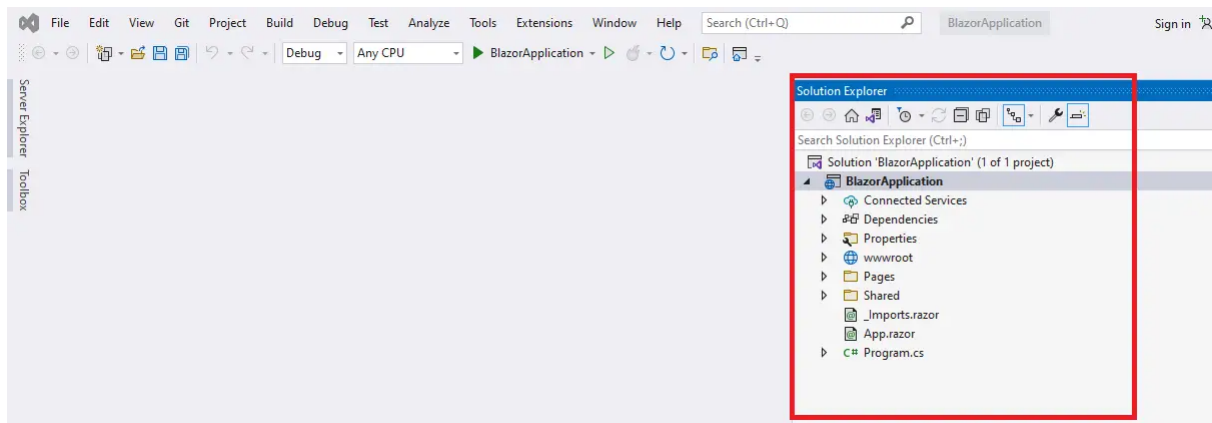 File Edit View Git Project Build Debug Test Analyze Tools Extensions Window Help Search (Ctrl+Q) BlazorApplication Sign in
Debug Any CPU BlazorApplication
Server Explorer
Toolbox
Solution Explorer
Search Solution Explorer (Ctrl+;)
Solution 'BlazorApplication' (1 of 1 project)
BlazorApplication
Connected Services
Dependencies
Properties
wwwroot
Pages
Shared
_Imports.razor
App.razor
C# Program.cs